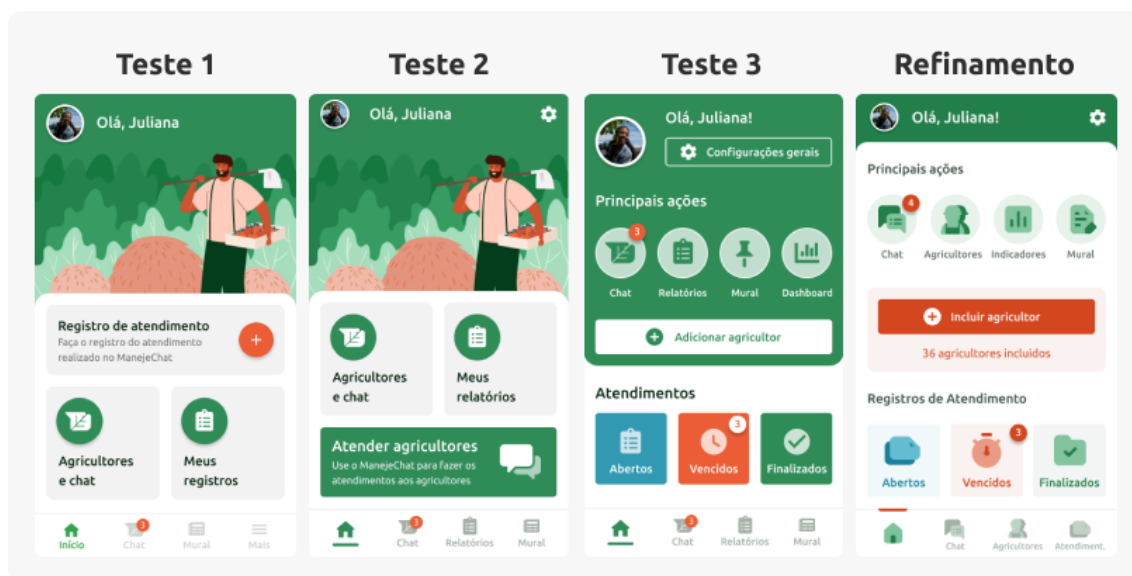 Teste 1
Olá, Juliana
Registro de atendimento
Faça o registro do atendimento
realizado no ManejeChat
Agricultores
e chat
Meus
registros
Início
3
Chat
Mural
Mais
Teste 2
Olá, Juliana
Agricultores
e chat
Meus
relatórios
Atender agricultores
Use o ManejeChat para fazer os
atendimentos aos agricultores
3
Chat
Relatórios
Mural
Teste 3
Olá, Juliana!
Configurações gerais
Principais ações
3
Chat
Relatórios
Mural
Dashboard
Adicionar agricultor
Atendimentos
Abertos
3
Vencidos
Finalizados
3
Chat
Relatórios
Mural
Refinamento
Olá, Juliana!
Principais ações
4
Chat
Agricultores
Indicadores
Mural
Incluir agricultor
36 agricultores incluidos
Registros de Atendimento
Abertos
3
Vencidos
Finalizados
Chat
Agricultores
Atendiment.